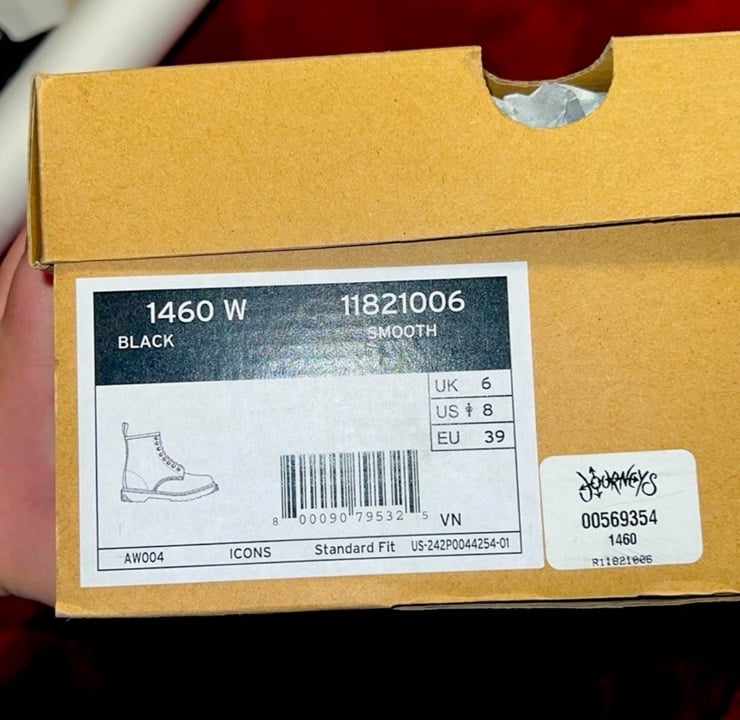 1460 W 11821006
BLACK SMOOTH
UK 6
US 8
EU 39
8 00090 79532 5 VN
AW004 ICONS Standard Fit US-242P0044254-01
JOURNEYS
00569354
1460
R11821006